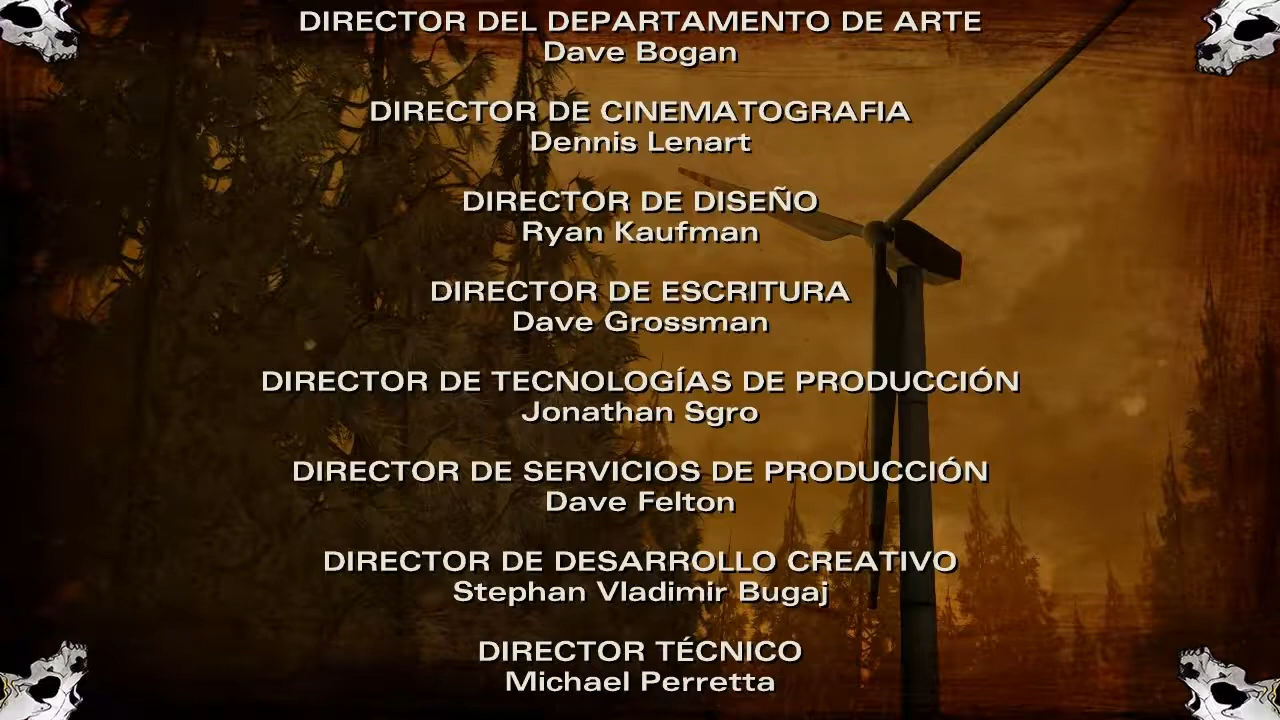 DIRECTOR DEL DEPARTAMENTO DE ARTE
Dave Bogan
DIRECTOR DE CINEMATOGRAFIA
Dennis Lenart
DIRECTOR DE DISEÑO
Ryan Kaufman
DIRECTOR DE ESCRITURA
Dave Grossman
DIRECTOR DE TECNOLOGÍAS DE PRODUCCIÓN
Jonathan Sgro
DIRECTOR DE SERVICIOS DE PRODUCCIÓN
Dave Felton
DIRECTOR DE DESARROLLO CREATIVO
Stephan Vladimir Bugaj
DIRECTOR TÉCNICO
Michael Perretta